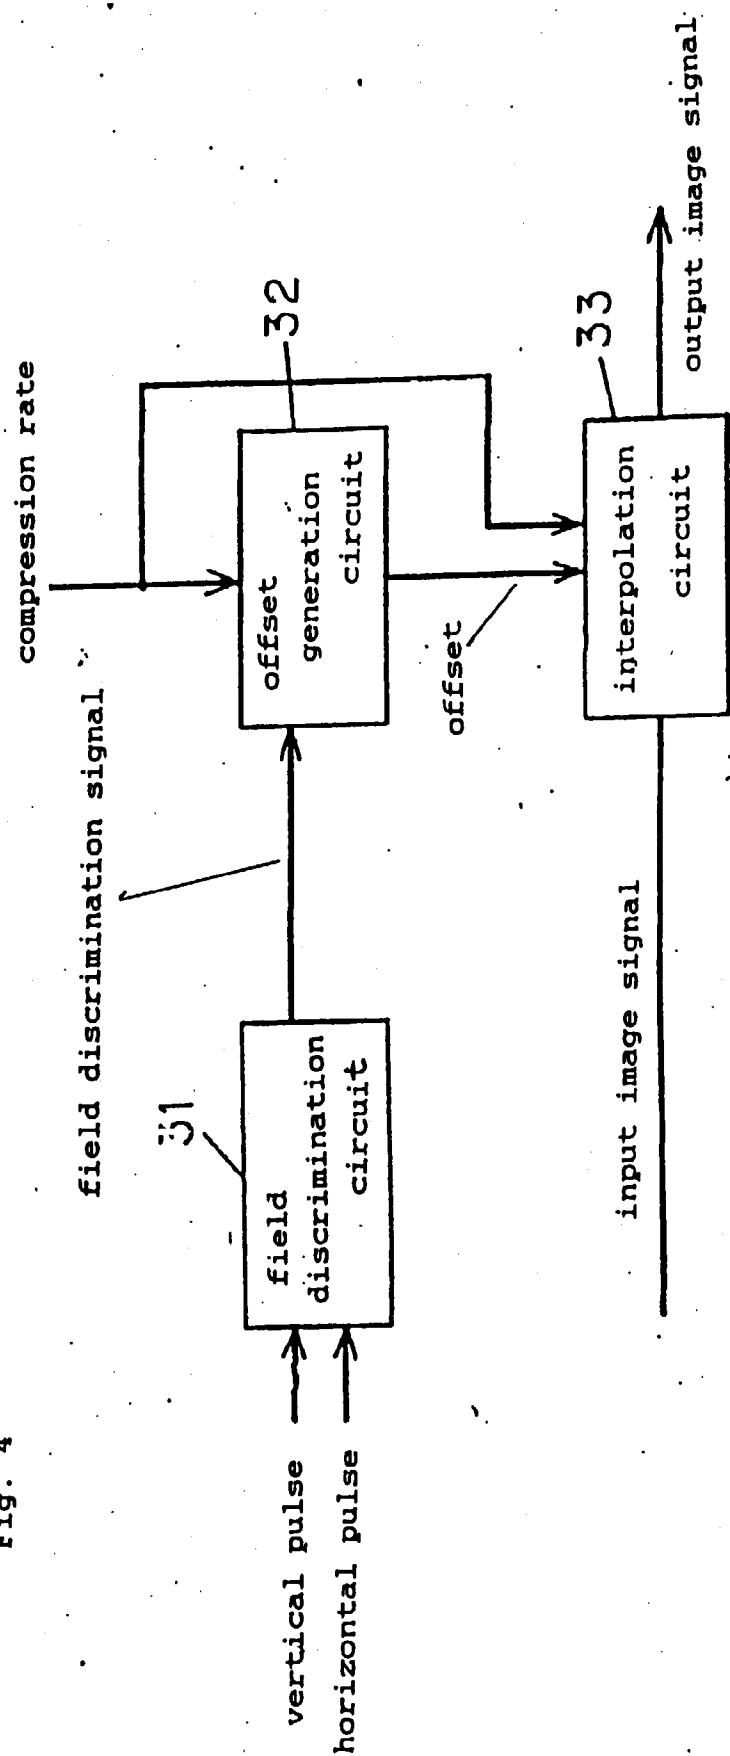 Fig. 4
compression rate
field discrimination signal
31
32
vertical pulse
horizontal pulse
field
discrimination
circuit
offset
generation
circuit
offset
33
input image signal
interpolation
circuit
output image signal